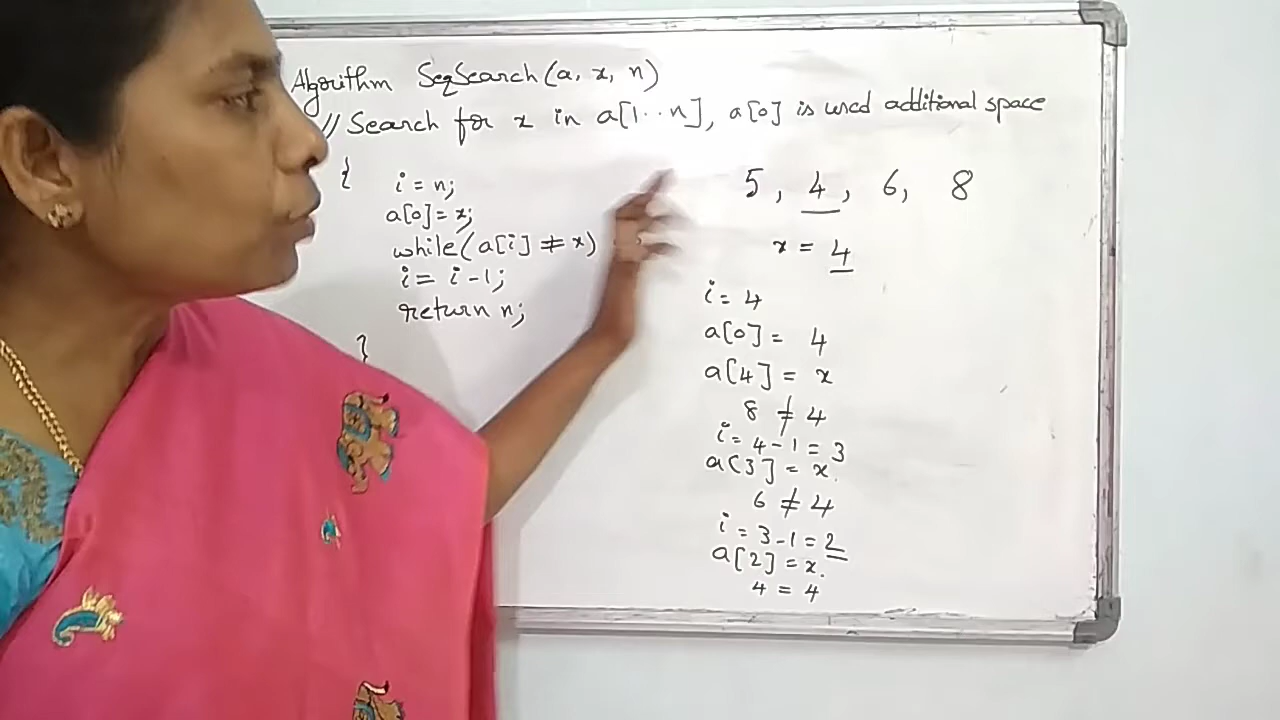 Algorithm SeqSearch(a, x, n)
// Search for x in a[1..n], a[0] is used additional space
{
i = n;
a[0] = x;
while(a[i] ≠ x)
i = i-1;
return n;
}
5, 4, 6, 8
x = 4
i = 4
a[0] = 4
a[4] = x
8 ≠ 4
i = 4-1 = 3
a[3] = x.
6 ≠ 4
i = 3-1 = 2
a[2] = x.
4 = 4